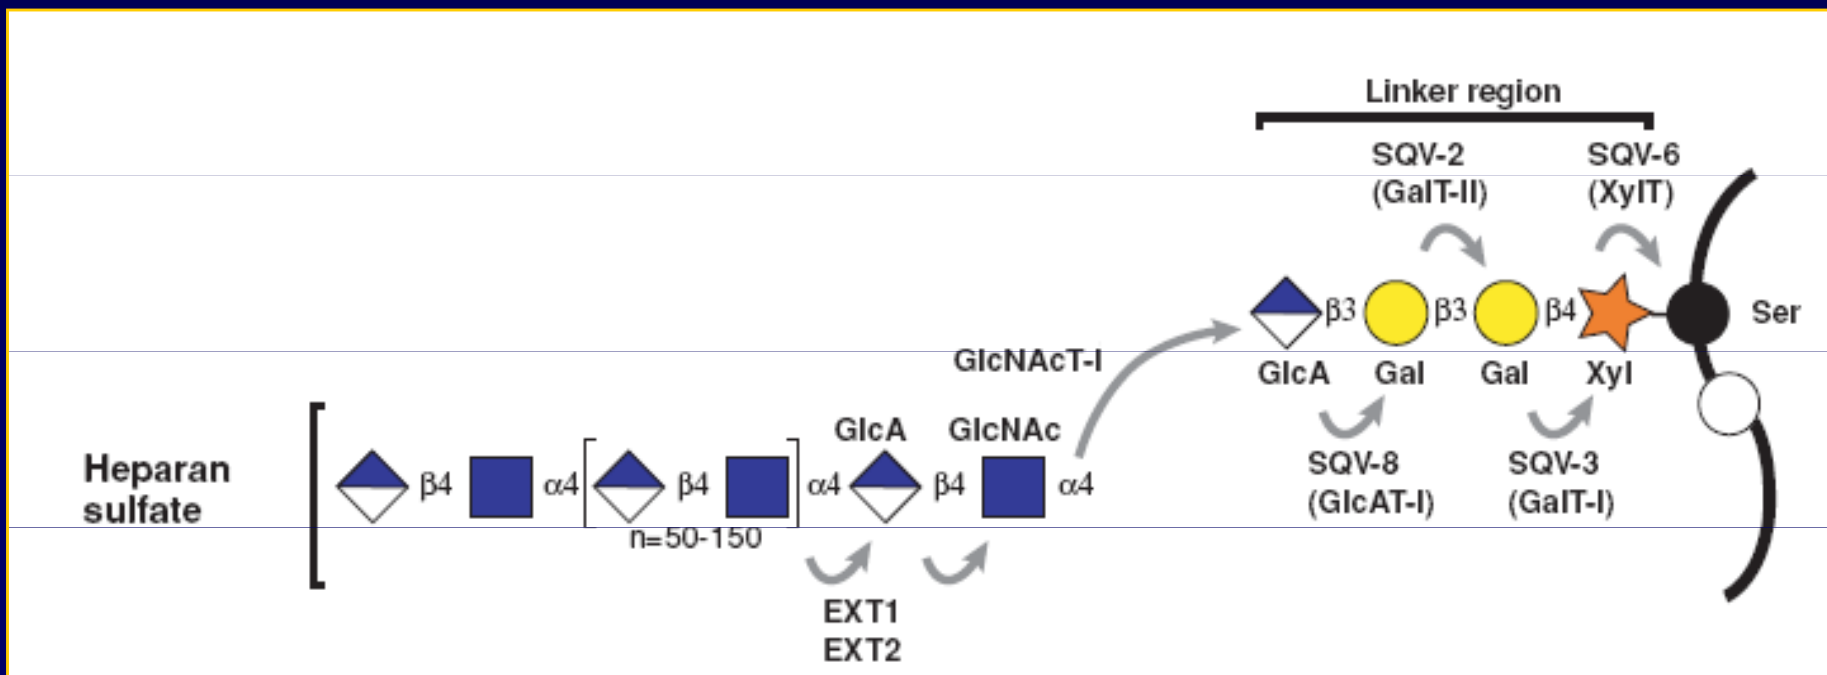 Linker region
SQV-2
(GalT-II)
SQV-6
(XylT)
β3
β3
β4
Ser
GlcNAcT-I
GlcA
Gal
Gal
Xyl
GlcA
GlcNAc
SQV-8
(GlcAT-I)
SQV-3
(GalT-I)
Heparan
sulfate
β4
α4
β4
α4
β4
α4
n=50-150
EXT1
EXT2